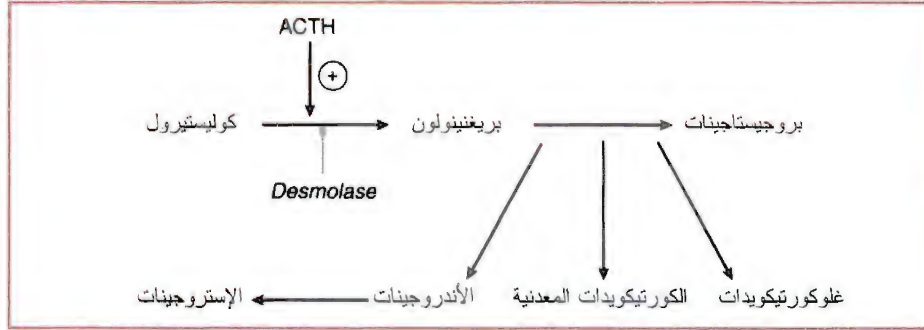 ACTH
+
كوليستيرول بريغنينولون بروجيستاجينات
Desmolase
غلوكورتيكويدات الكورتيكويدات المعدنية الأندروجينات الإستروجينات